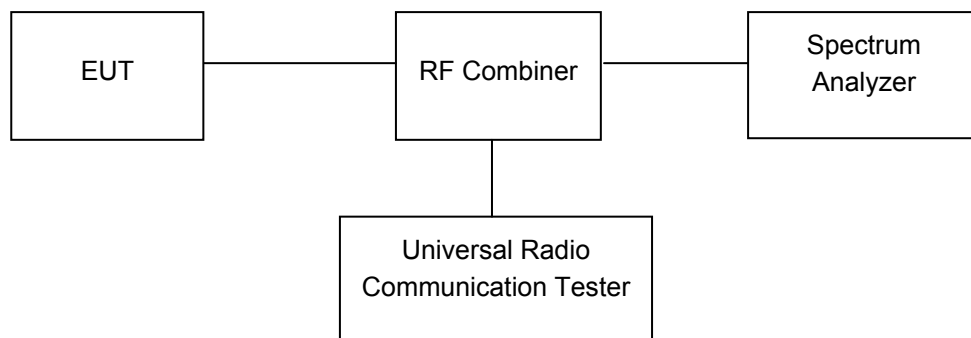 EUT
RF Combiner
Spectrum
Analyzer
Universal Radio
Communication Tester